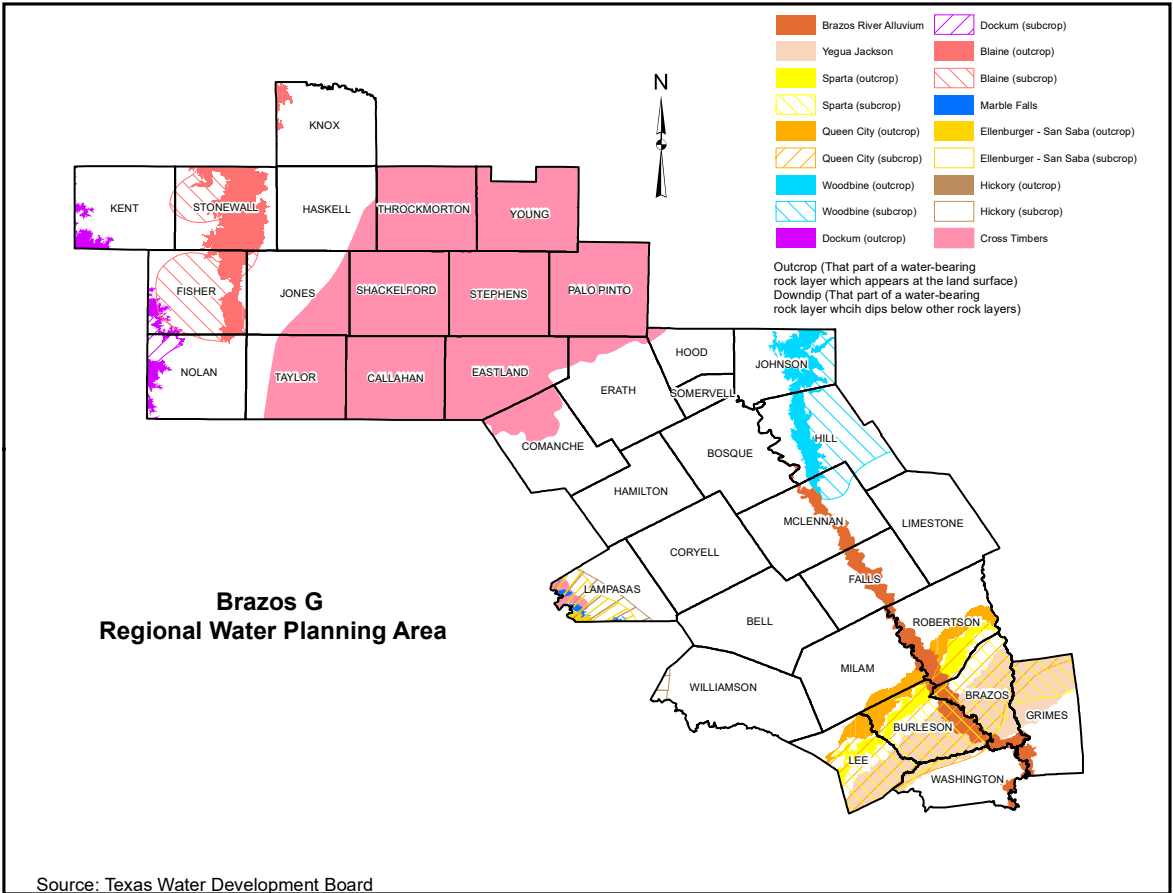 Brazos River Alluvium
Yegua Jackson
Sparta (outcrop)
Sparta (subcrop)
Queen City (outcrop)
Queen City (subcrop)
Woodbine (outcrop)
Woodbine (subcrop)
Dockum (outcrop)
Dockum (subcrop)
Blaine (outcrop)
Blaine (subcrop)
Marble Falls
Ellenburger - San Saba (outcrop)
Ellenburger - San Saba (subcrop)
Hickory (outcrop)
Hickory (subcrop)
Cross Timbers
Outcrop (That part of a water-bearing
rock layer which appears at the land surface)
Downdip (That part of a water-bearing
rock layer whcih dips below other rock layers)
N
KNOX
KENT
STONEWALL
HASKELL
THROCKMORTON
YOUNG
FISHER
JONES
SHACKELFORD
STEPHENS
PALO PINTO
NOLAN
TAYLOR
CALLAHAN
EASTLAND
ERATH
HOOD
JOHNSON
SOMERVELL
COMANCHE
BOSQUE
HILL
HAMILTON
MCLENNAN
LIMESTONE
CORYELL
FALLS
LAMPASAS
BELL
ROBERTSON
MILAM
WILLIAMSON
BRAZOS
GRIMES
BURLESON
LEE
WASHINGTON
Brazos G
Regional Water Planning Area
Source: Texas Water Development Board